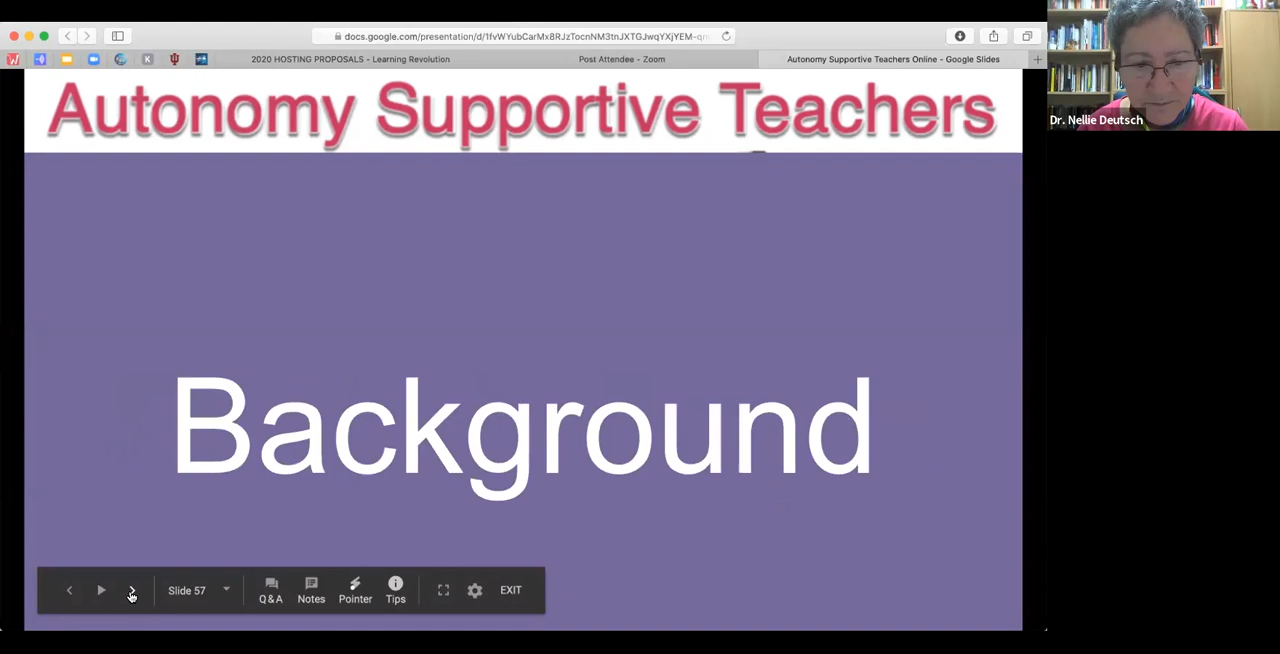 docs.google.com/presentation/d/1fvWYubCarMx8RJzTocnNM3tnJXTGJwqYXjYEM-q
2020 HOSTING PROPOSALS - Learning Revolution
Post Attendee - Zoom
Autonomy Supportive Teachers Online - Google Slides
Autonomy Supportive Teachers
Dr. Nellie Deutsch
Background
Slide 57
Q&A
Notes
Pointer
Tips
EXIT